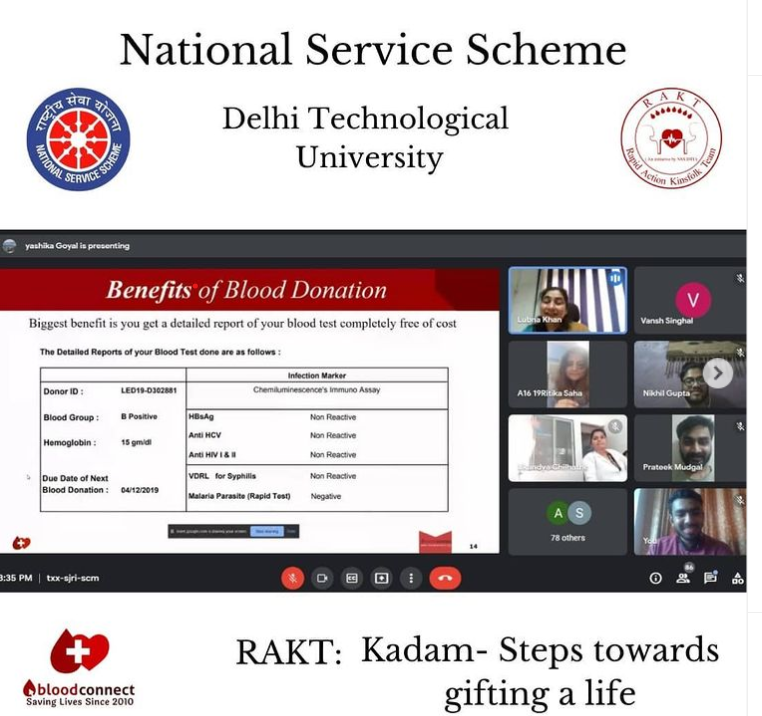 National Service Scheme
राष्ट्रीय सेवा योजना
NATIONAL SERVICE SCHEME
Delhi Technological
University
RAKT
An initiative by
Rapid Action Kinsfolk Team
yashika Goyal is presenting
Benefits of Blood Donation
Biggest benefit is you get a detailed report of your blood test completely free of cost
The Detailed Reports of your Blood Test done are as follows :
Infection Marker
Donor ID : LED19-D302881 Chemiluminescence's Immuno Assay
Blood Group : B Positive HBsAg Non Reactive
Anti HCV Non Reactive
Hemoglobin : 15 gm/dl
Anti HIV I & II Non Reactive
Due Date of Next VDRL for Syphilis Non Reactive
Blood Donation : 04/12/2019 Malaria Parasite (Rapid Test) Negative
14
Lubna Khan
V
Vansh Singhal
A16 19Ritika Saha
Nikhil Gupta
Prateek Mudgal
A S
78 others
You
3:35 PM | txx-sjri-scm
86
bloodconnect
Saving Lives Since 2010
RAKT: Kadam- Steps towards
gifting a life